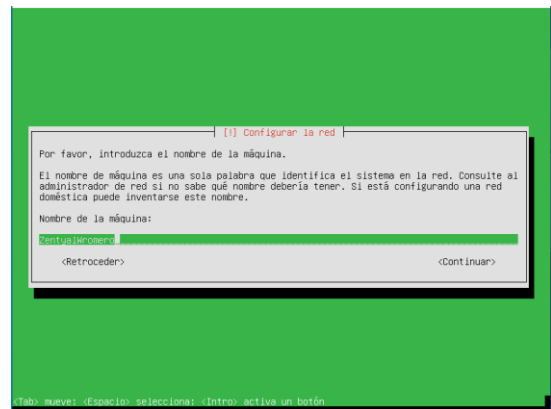 [!] Configurar la red
Por favor, introduzca el nombre de la máquina.
El nombre de máquina es una sola palabra que identifica el sistema en la red. Consulte al
administrador de red si no sabe qué nombre debería tener. Si está configurando una red
doméstica puede inventarse este nombre.
Nombre de la máquina:
ZentyalWromero
<Retroceder> <Continuar>
<Tab> mueve; <Espacio> selecciona; <Intro> activa un botón